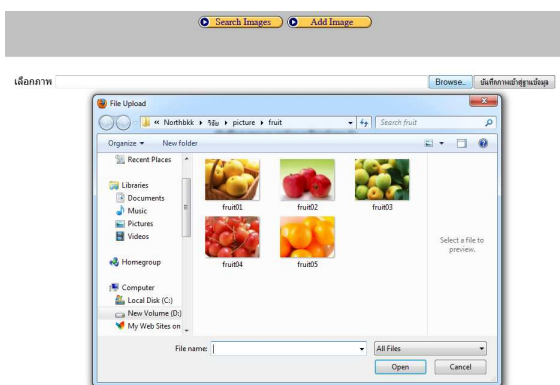 Search Images Add Image
เลือกภาพ Browse... บันทึกภาพเข้าสู่ฐานข้อมูล
File Upload
« Northbkk ▸ วิจัย ▸ picture ▸ fruit Search fruit
Organize New folder
Recent Places
Libraries
Documents
Music
Pictures
Videos
Homegroup
Computer
Local Disk (C:)
New Volume (D:)
My Web Sites on
fruit01 fruit02 fruit03
fruit04 fruit05
Select a file to
preview.
File name: All Files
Open Cancel